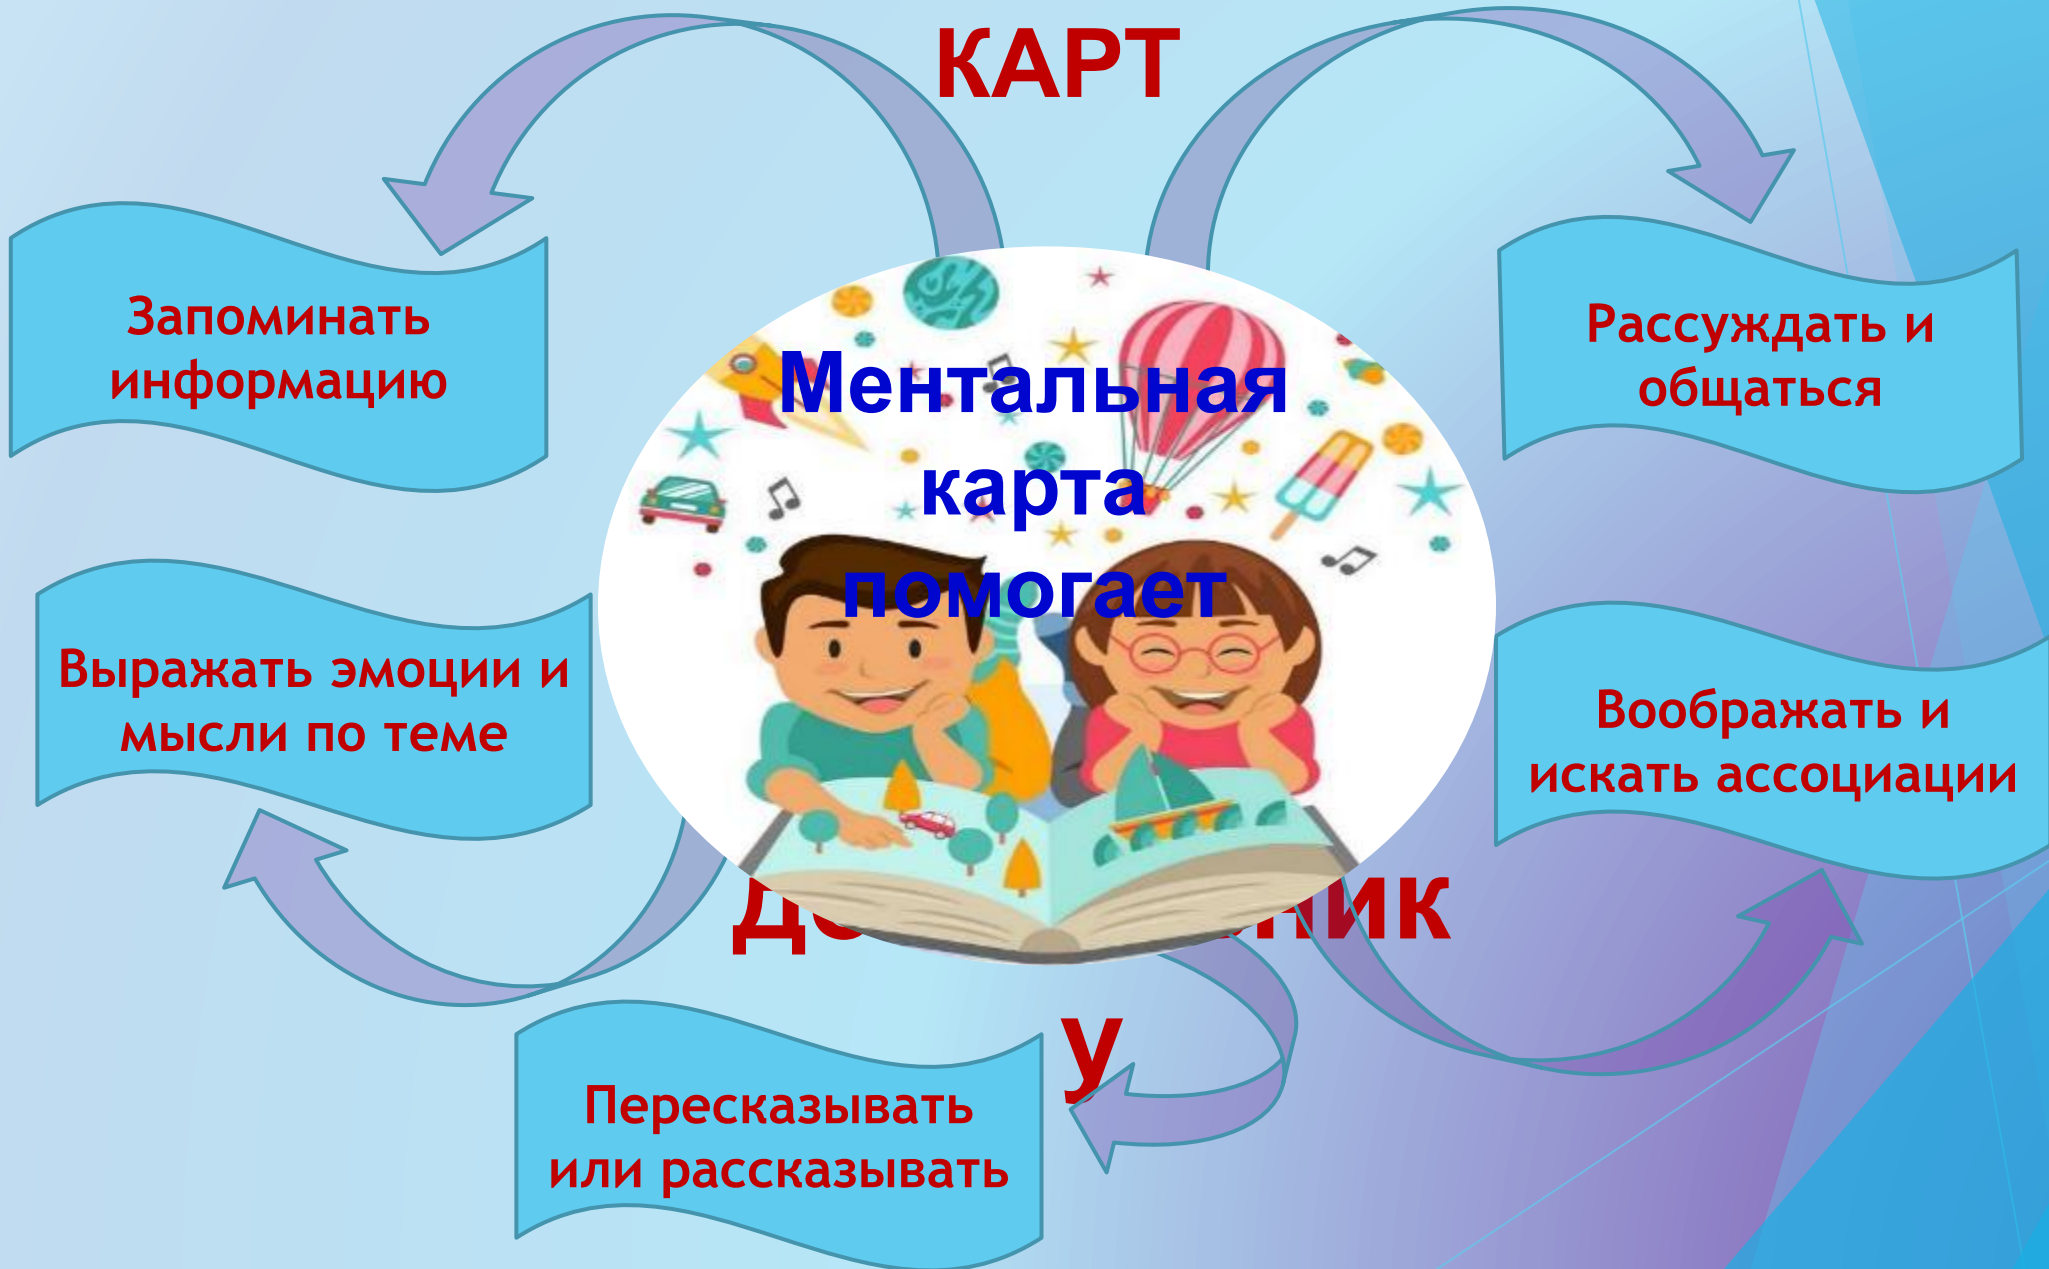 КАРТ
Запоминать
информацию
Рассуждать и
общаться
Ментальная
карта
помогает
Выражать эмоции и
мысли по теме
Воображать и
искать ассоциации
у
Пересказывать
или рассказывать